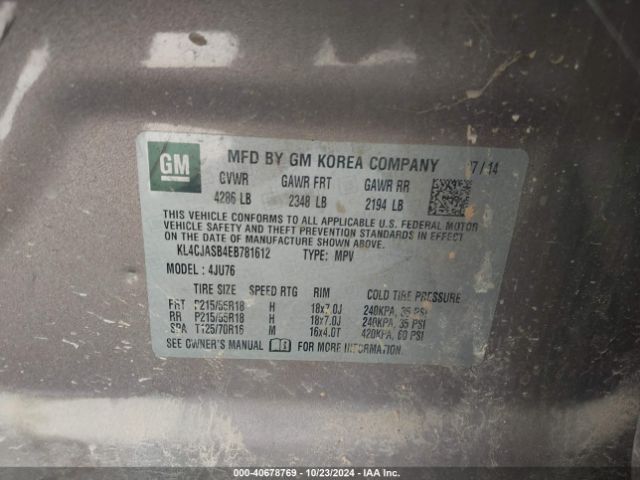 GM MFD BY GM KOREA COMPANY 7/14
GVWR GAWR FRT GAWR RR
4286 LB 2348 LB 2194 LB
THIS VEHICLE CONFORMS TO ALL APPLICABLE U.S. FEDERAL MOTOR
VEHICLE SAFETY AND THEFT PREVENTION STANDARDS IN EFFECT
ON THE DATE OF MANUFACTURE SHOWN ABOVE.
KL4CJASB4EB781612 TYPE: MPV
MODEL: 4JU76
TIRE SIZE SPEED RTG RIM COLD TIRE PRESSURE
FRT P215/55R18 H 18x7.0J 240KPA, 35 PSI
RR P215/55R18 H 18x7.0J 240KPA, 35 PSI
SPA T125/70R16 M 16x4.0T 420KPA, 60 PSI
SEE OWNER'S MANUAL FOR MORE INFORMATION.
000-40678769 - 10/23/2024 - IAA Inc.